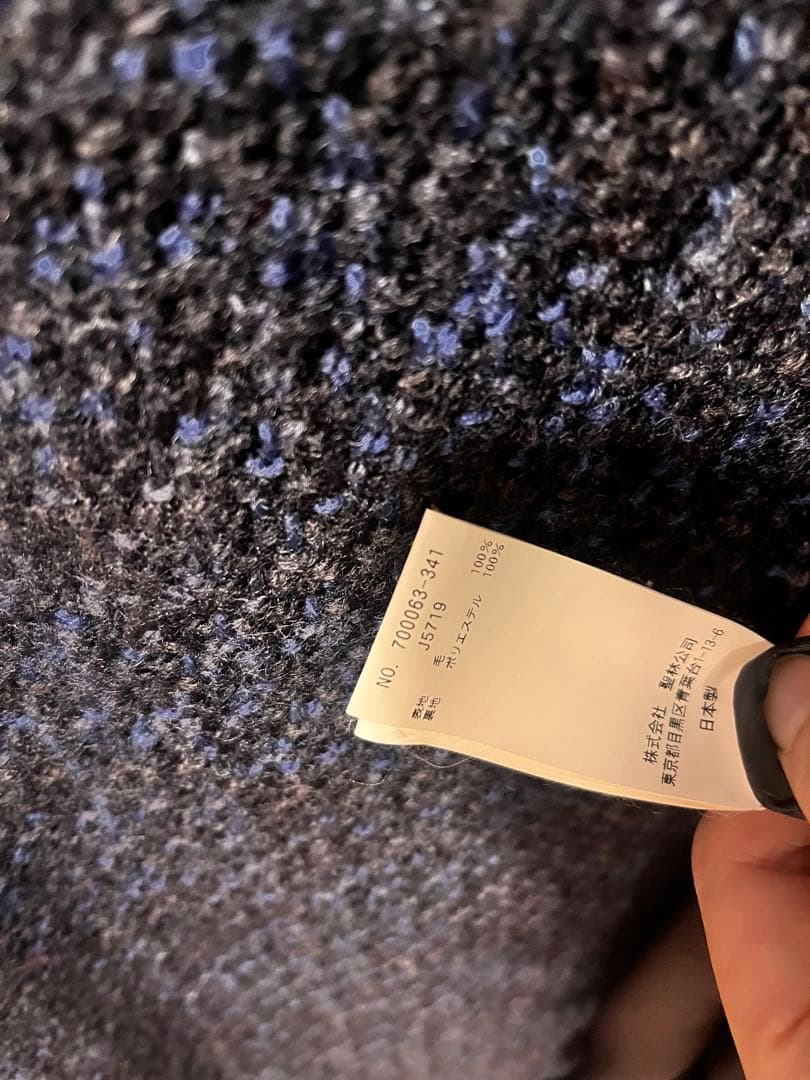 NO. 700063-341
J5719
表地 毛 100%
裏地 ポリエステル 100%
株式会社 聖林公司
東京都目黒区青葉台1-13-6
日本製